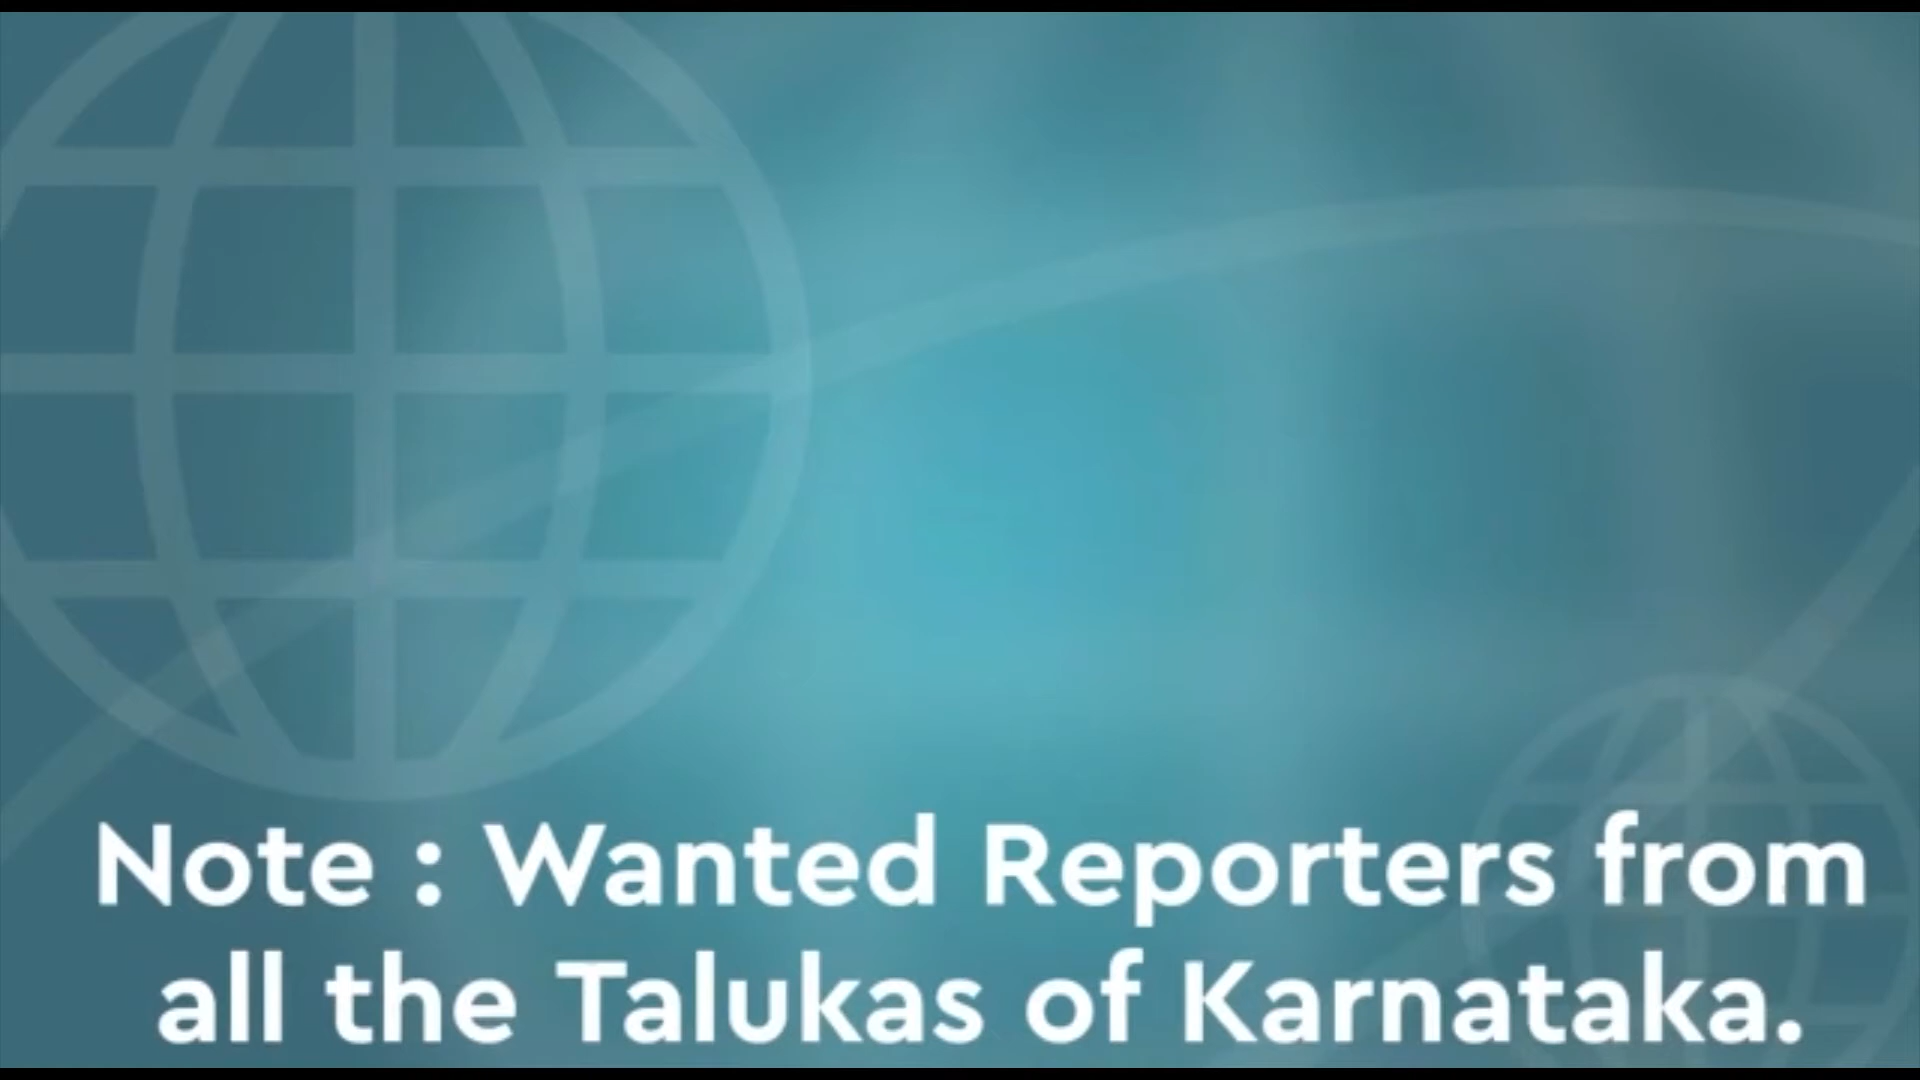 Note : Wanted Reporters from
all the Talukas of Karnataka.